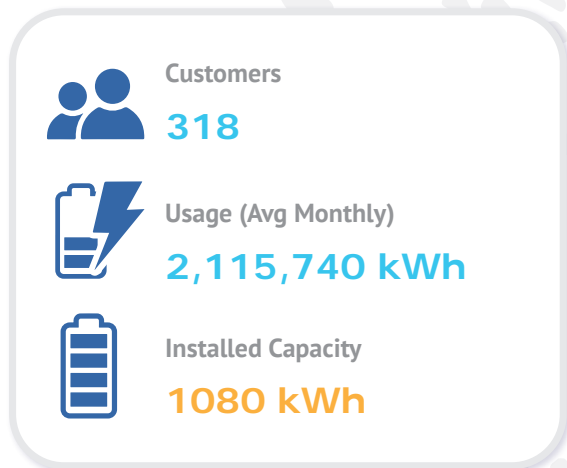 Customers
318
Usage (Avg Monthly)
2,115,740 kWh
Installed Capacity
1080 kWh